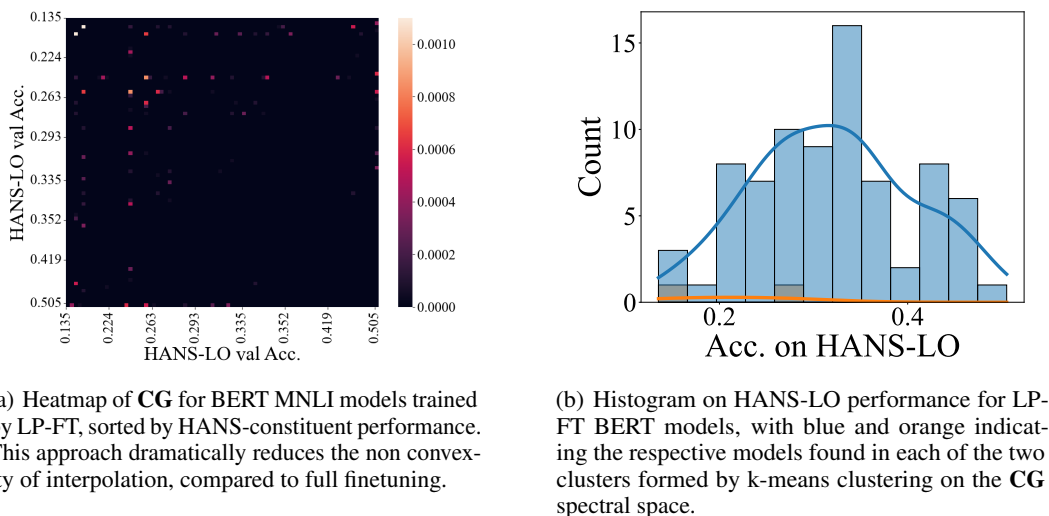 0.135
0.224
0.263
0.293
0.335
0.352
0.419
0.505
HANS-LO val Acc.
0.135
0.224
0.263
0.293
0.335
0.352
0.419
0.505
HANS-LO val Acc.
0.0010
0.0008
0.0006
0.0004
0.0002
0.0000
15
10
5
0
Count
0.2
0.4
Acc. on HANS-LO
a) Heatmap of CG for BERT MNLI models trained
y LP-FT, sorted by HANS-constituent performance.
This approach dramatically reduces the non convex-
ty of interpolation, compared to full finetuning.
(b) Histogram on HANS-LO performance for LP-
FT BERT models, with blue and orange indicat-
ing the respective models found in each of the two
clusters formed by k-means clustering on the CG
spectral space.